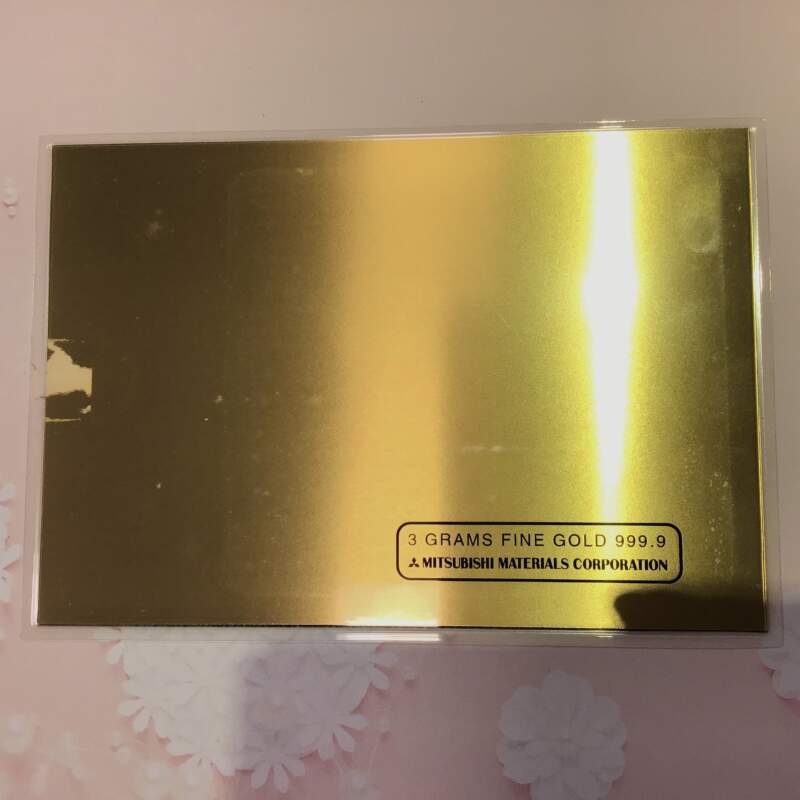 3 GRAMS FINE GOLD 999.9
MITSUBISHI MATERIALS CORPORATION